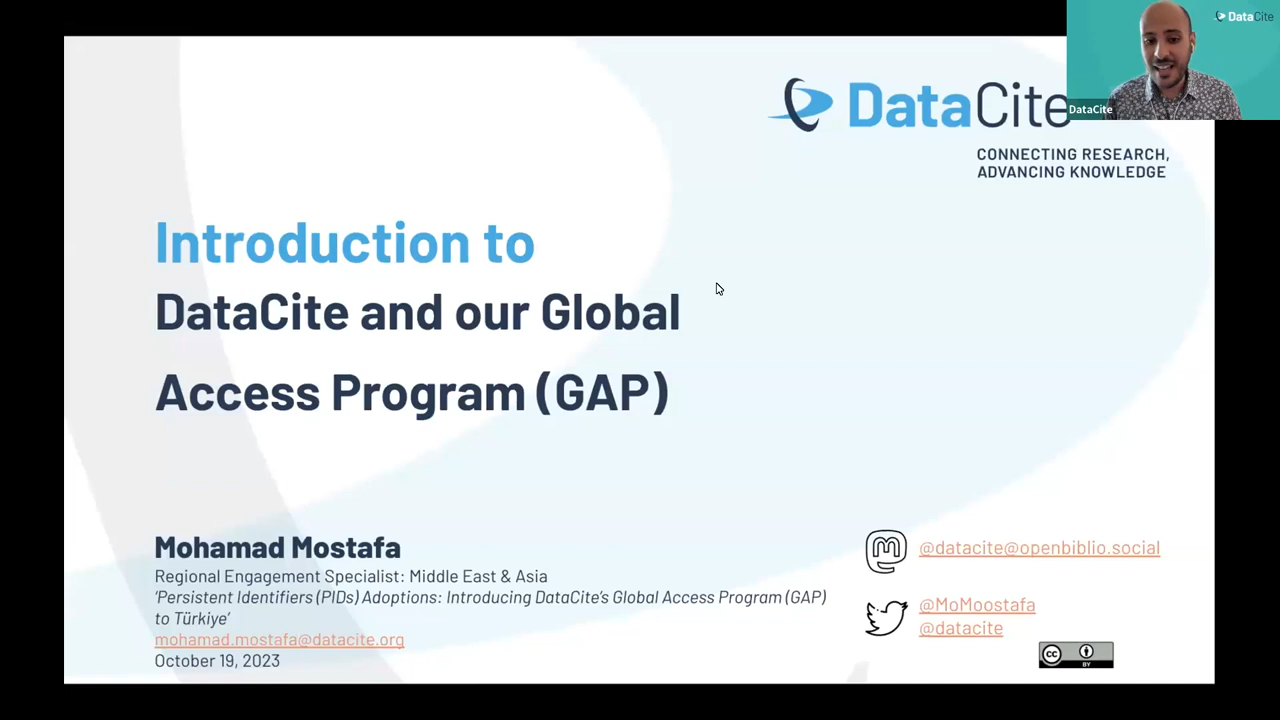 DataCite
DataCite
DataCite
CONNECTING RESEARCH,
ADVANCING KNOWLEDGE
Introduction to
DataCite and our Global
Access Program (GAP)
Mohamad Mostafa
Regional Engagement Specialist: Middle East & Asia
‘Persistent Identifiers (PIDs) Adoptions: Introducing DataCite’s Global Access Program (GAP)
to Türkiye’
mohamad.mostafa@datacite.org
October 19, 2023
@datacite@openbiblio.social
@MoMoostafa
@datacite
cc
BY